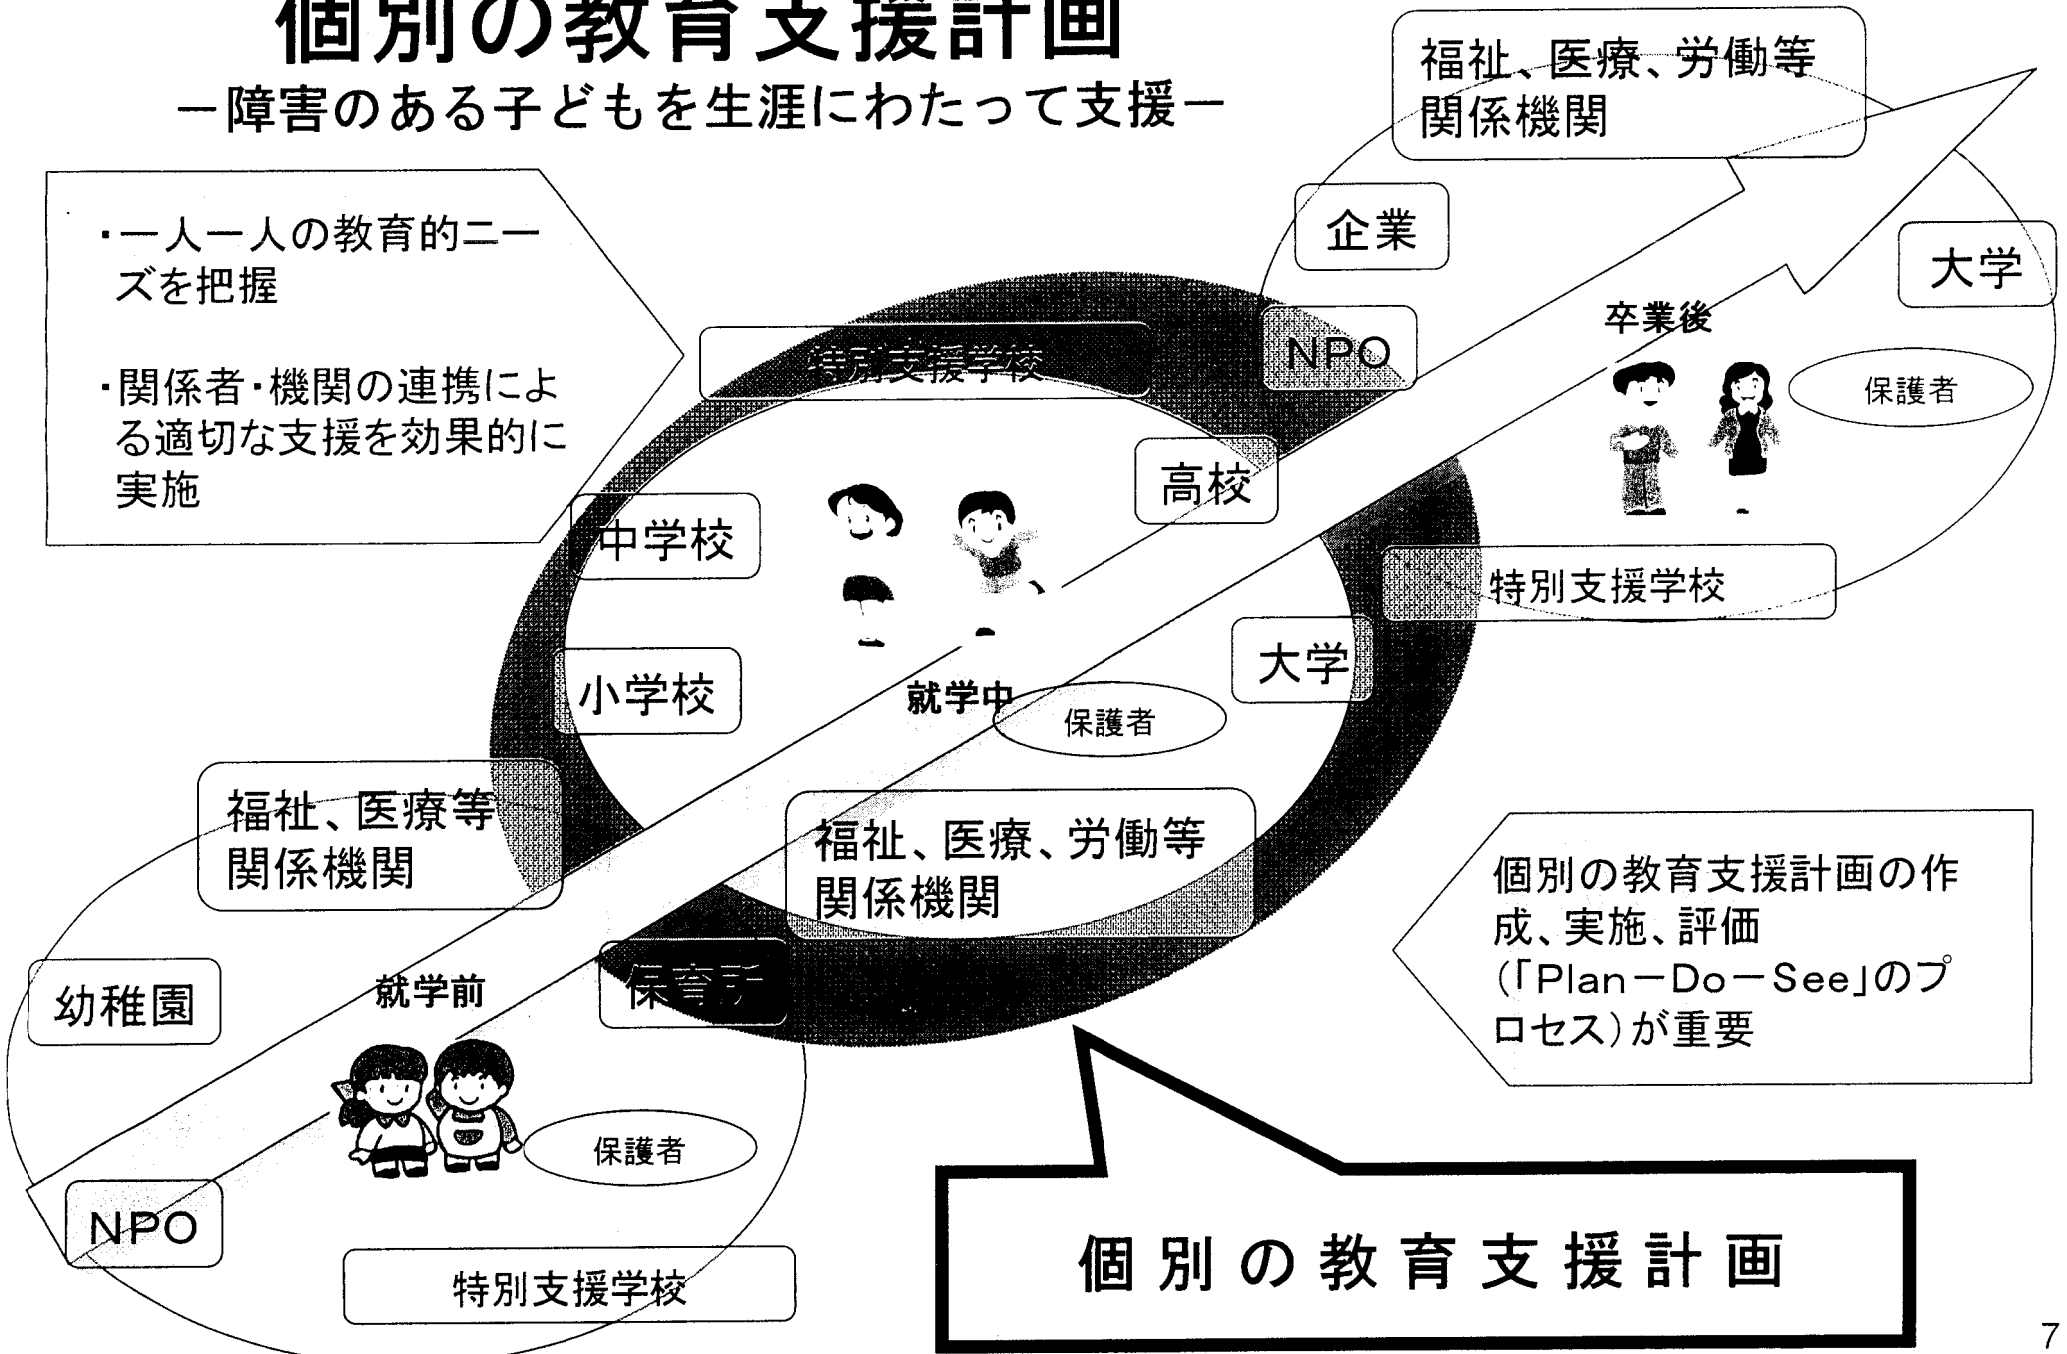 個別の教育支援計画
－障害のある子どもを生涯にわたって支援－
・一人一人の教育的ニー
ズを把握
・関係者・機関の連携によ
る適切な支援を効果的に
実施
福祉、医療、労働等
関係機関
企業
大学
NPO
卒業後
保護者
特別支援学校
特別支援学校
高校
中学校
小学校
大学
就学中
保護者
福祉、医療、労働等
関係機関
福祉、医療等
関係機関
幼稚園
就学前
保育所
保護者
NPO
特別支援学校
個別の教育支援計画の作
成、実施、評価
（「Plan－Do－See」のプ
ロセス）が重要
個別の教育支援計画
7